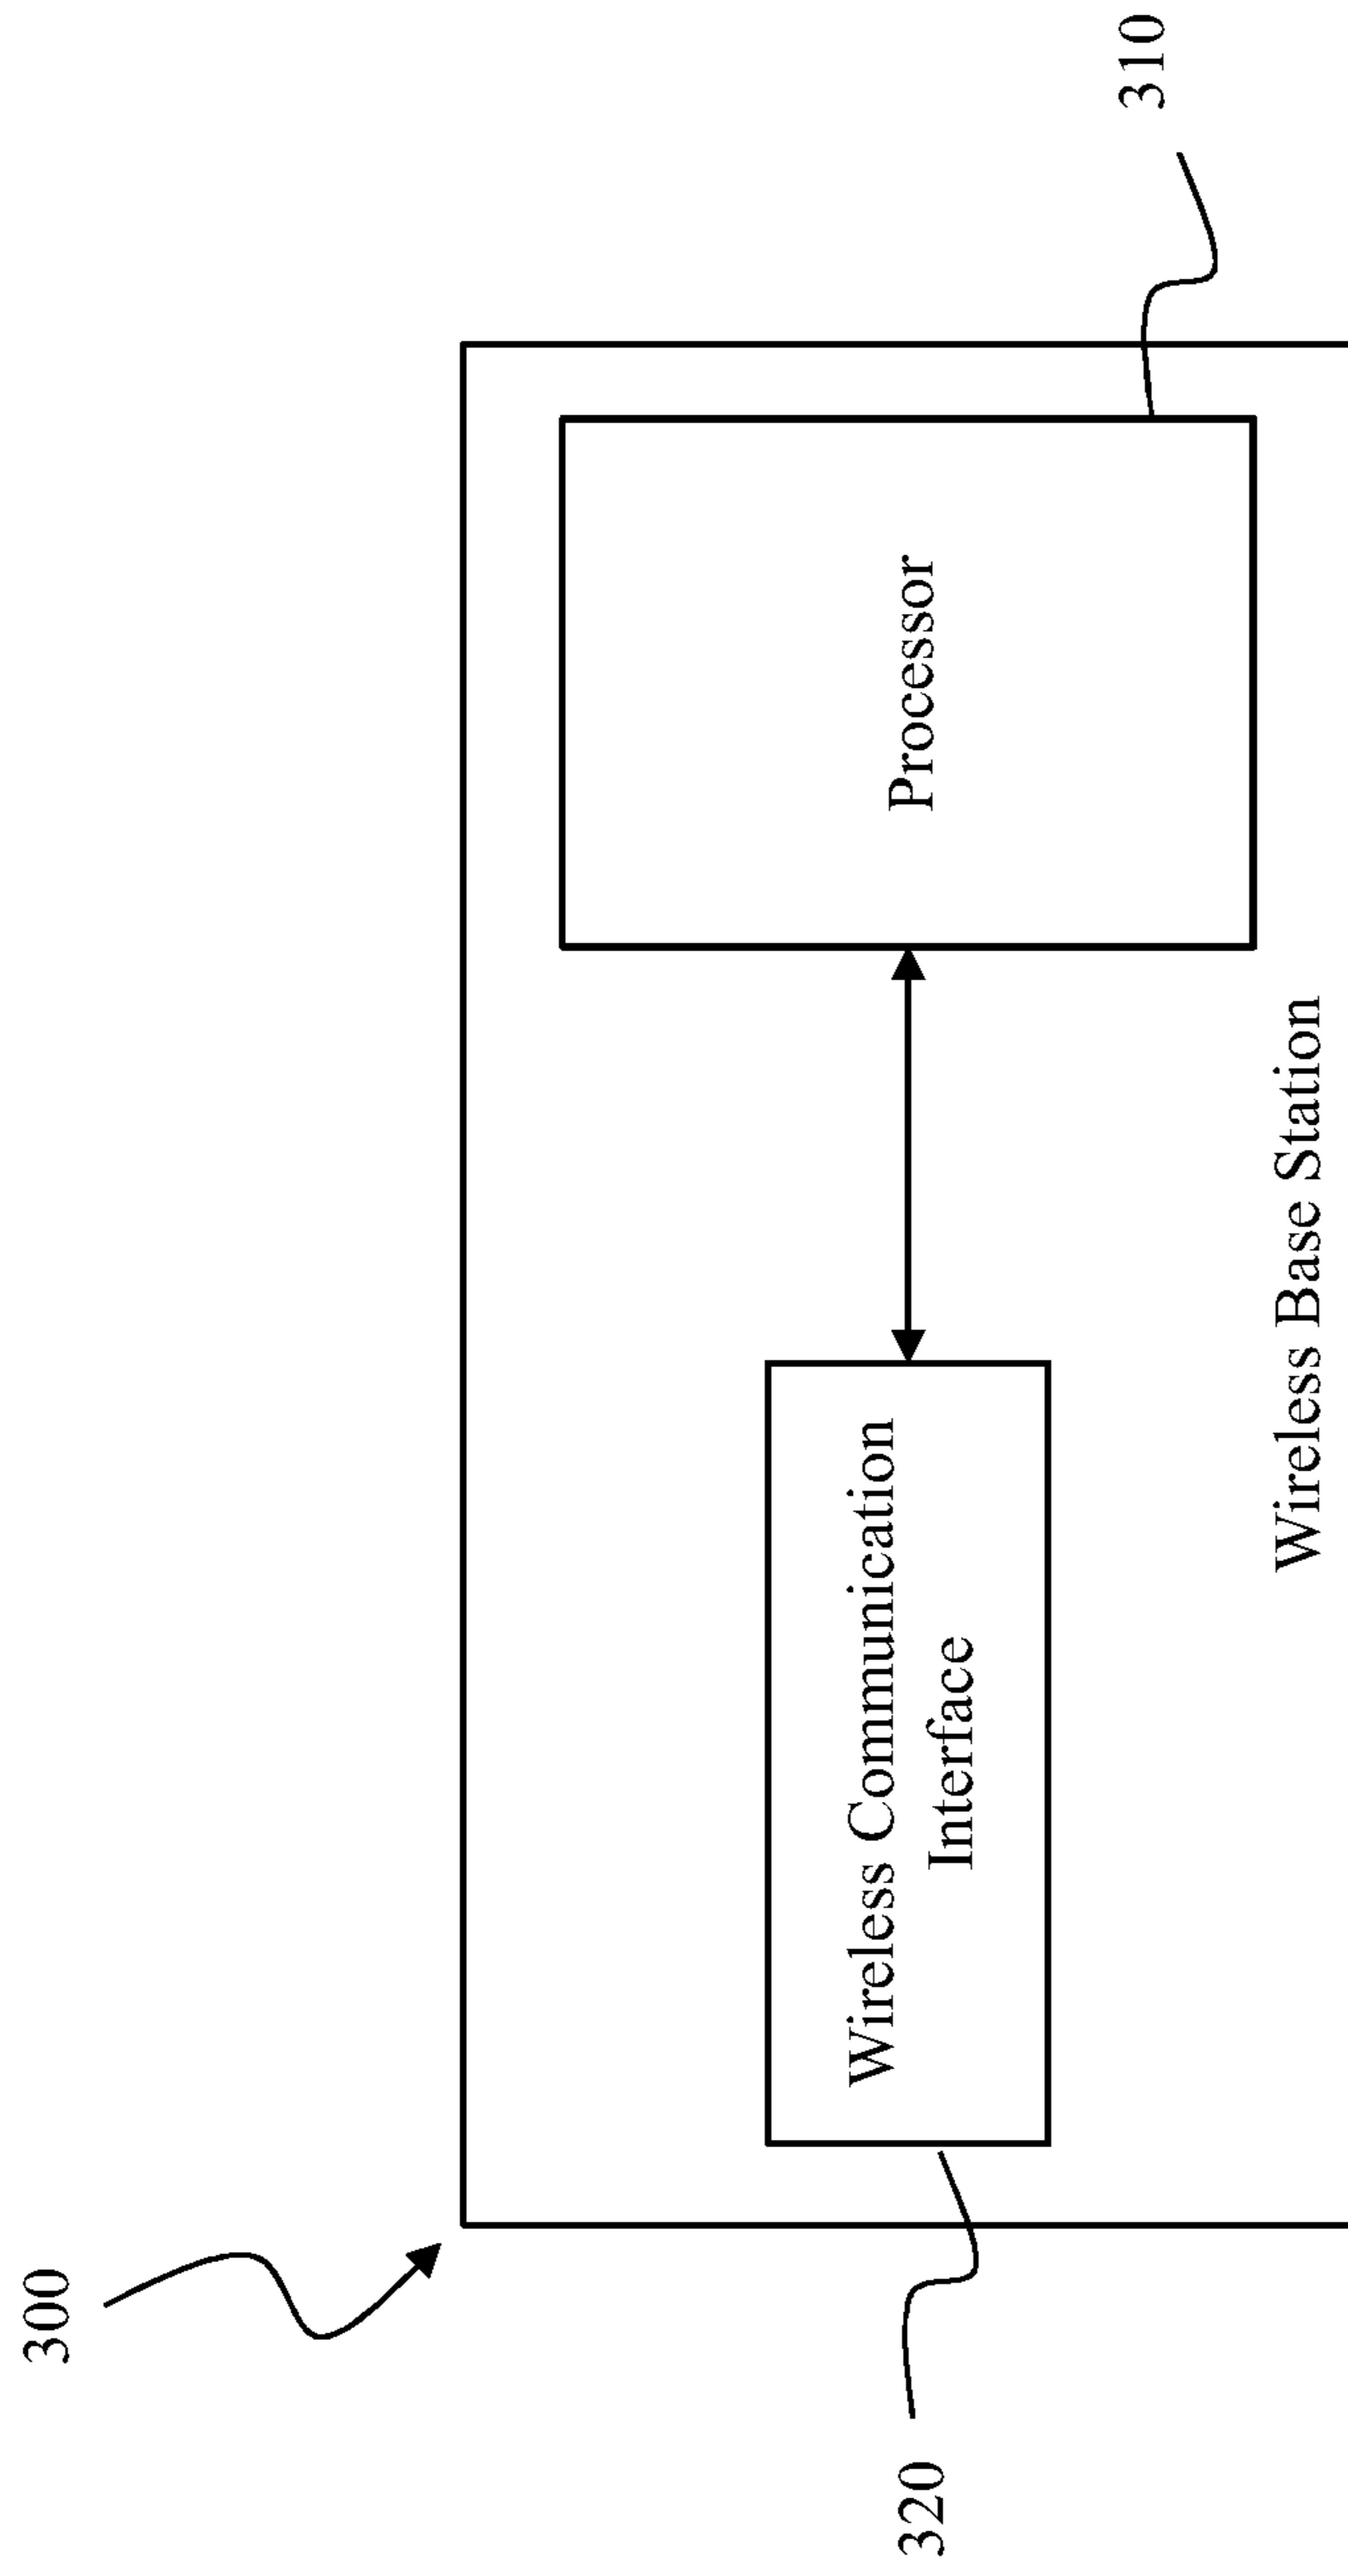 300
320
Wireless Communication
Interface
Processor
310
Wireless Base Station